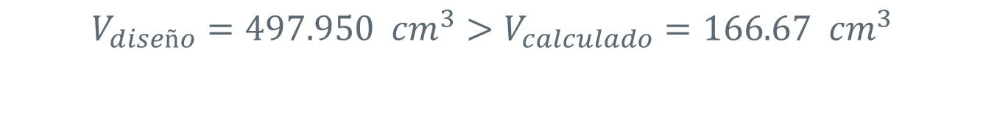 V_diseño = 497.950 cm³ > V_calculado = 166.67 cm³